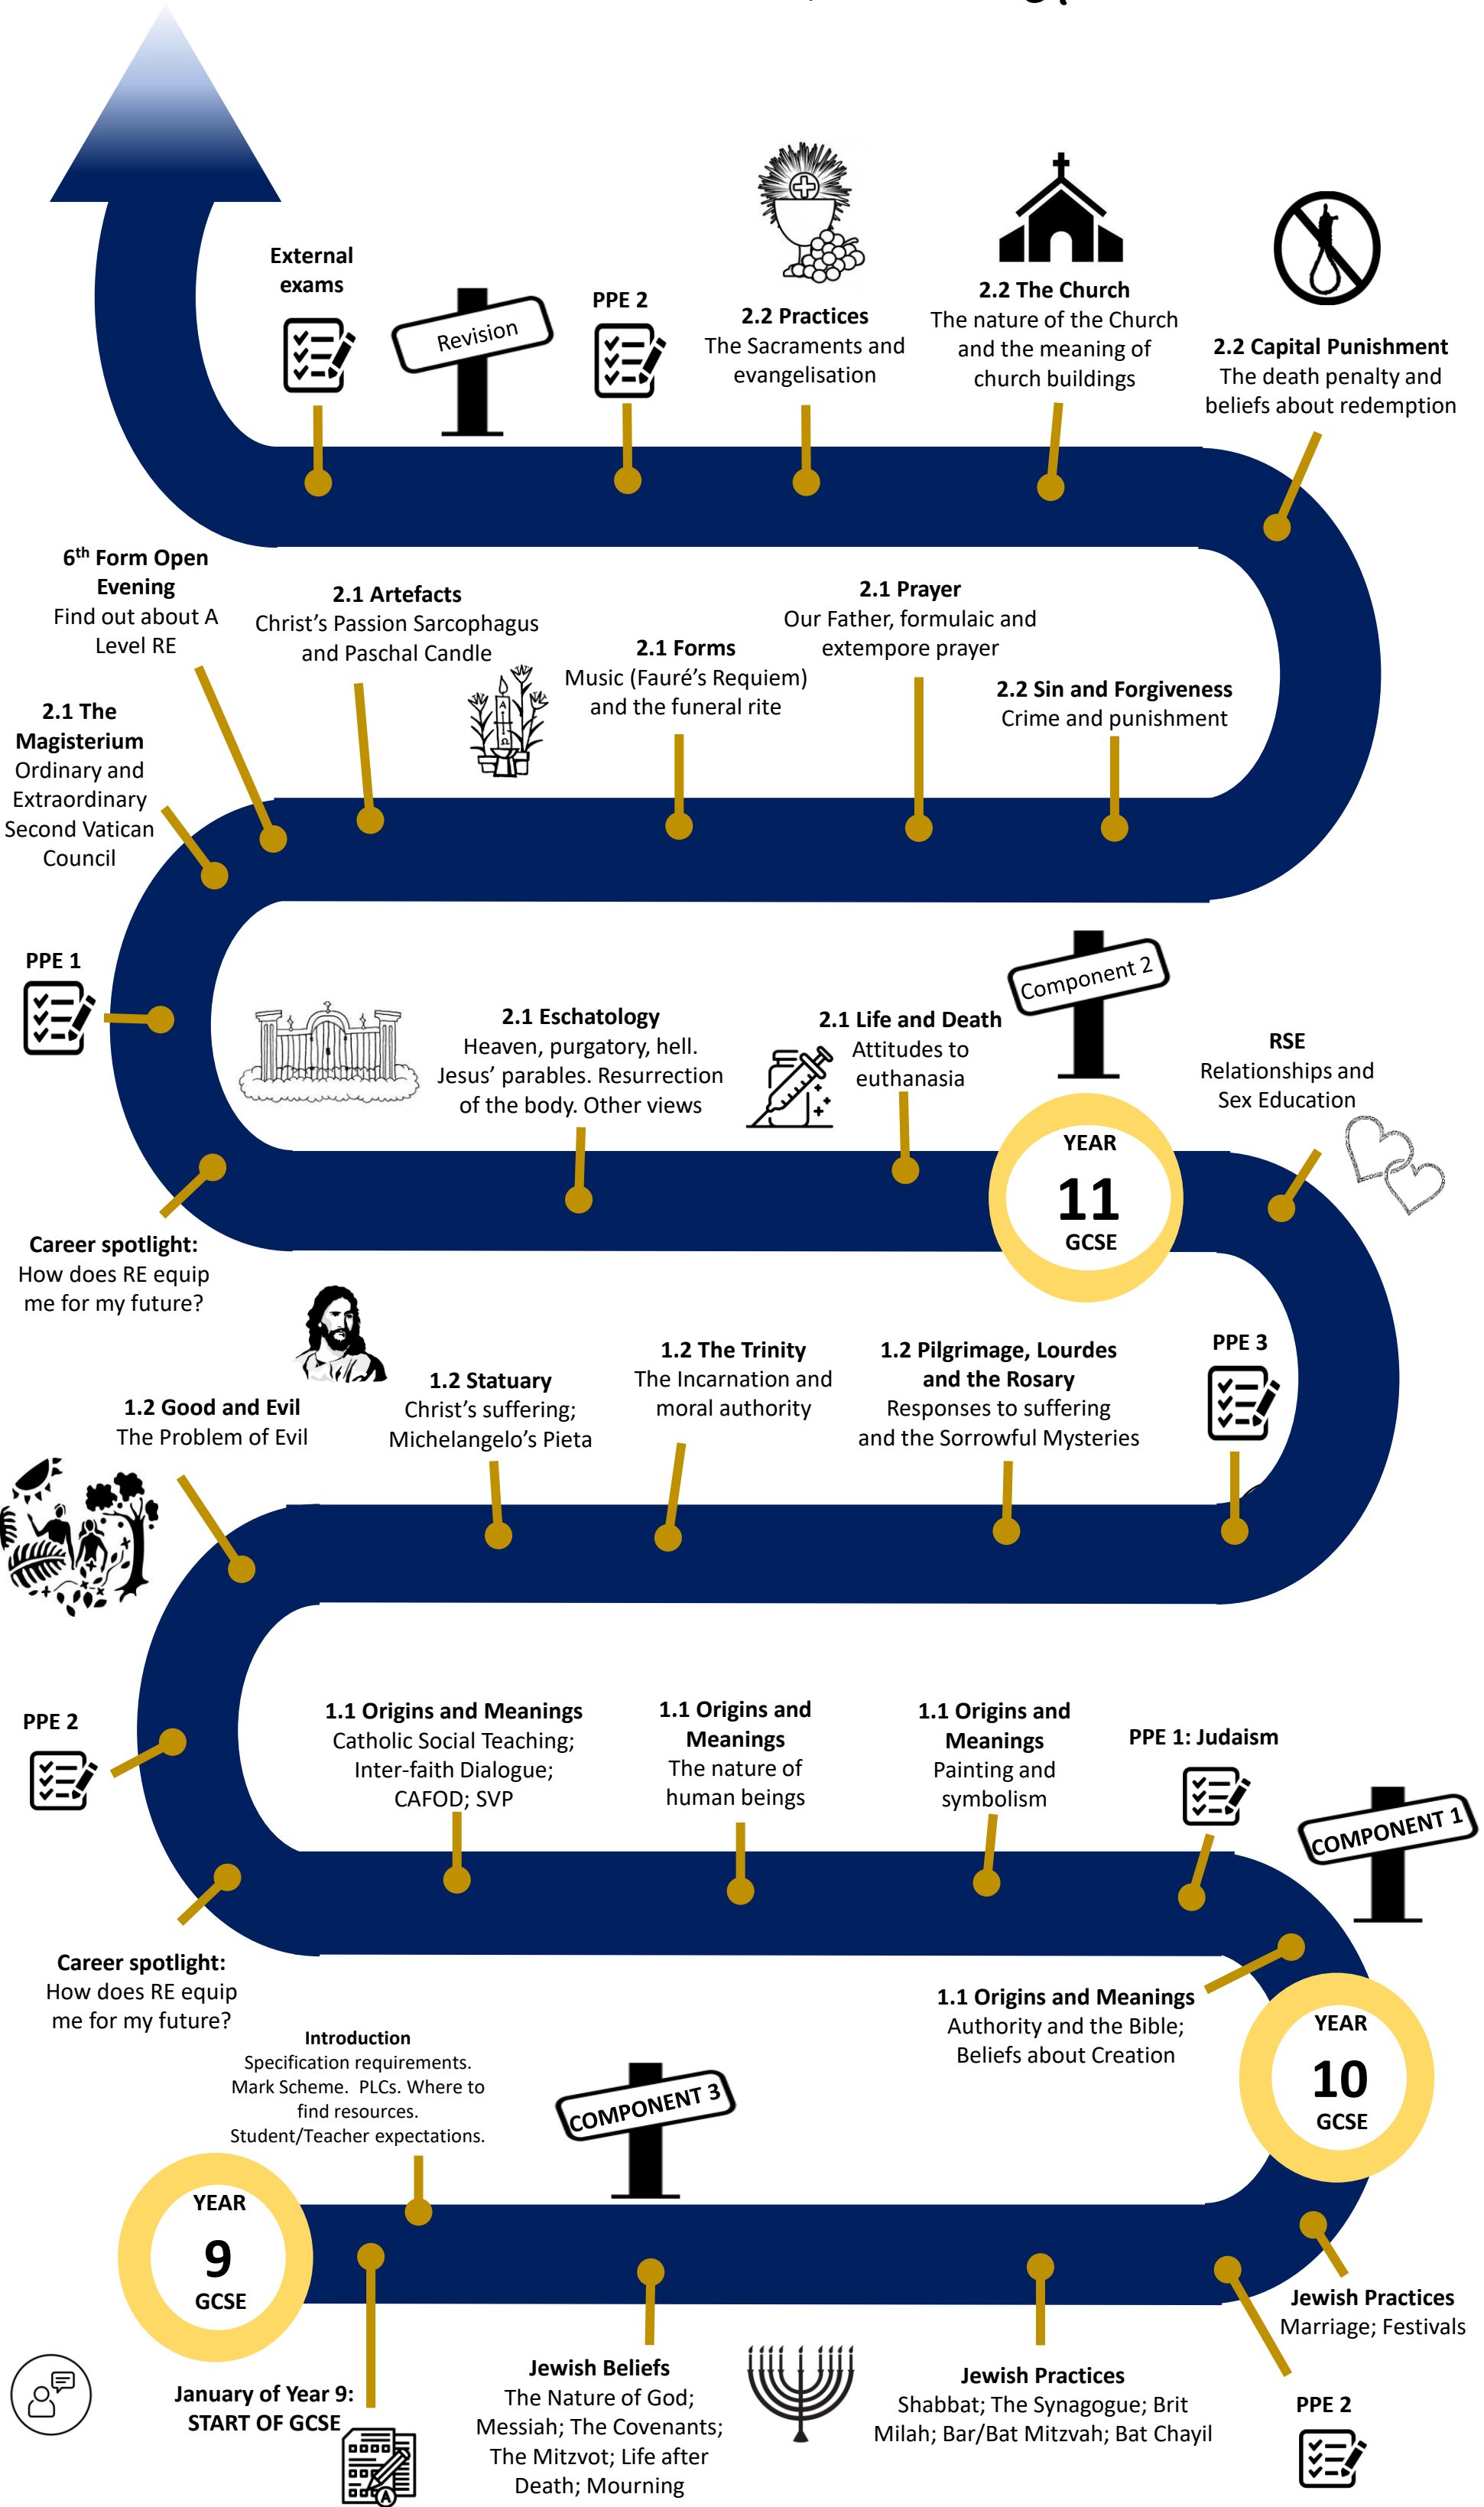 External
exams
Revision
PPE 2
2.2 Practices
The Sacraments and
evangelisation
2.2 The Church
The nature of the Church
and the meaning of
church buildings
2.2 Capital Punishment
The death penalty and
beliefs about redemption
6th Form Open
Evening
Find out about A
Level RE
2.1 The
Magisterium
Ordinary and
Extraordinary
Second Vatican
Council
2.1 Artefacts
Christ's Passion Sarcophagus
and Paschal Candle
Α
Ω
2.1 Forms
Music (Fauré's Requiem)
and the funeral rite
2.1 Prayer
Our Father, formulaic and
extempore prayer
2.2 Sin and Forgiveness
Crime and punishment
PPE 1
2.1 Eschatology
Heaven, purgatory, hell.
Jesus' parables. Resurrection
of the body. Other views
2.1 Life and Death
Attitudes to
euthanasia
Component 2
YEAR
11
GCSE
RSE
Relationships and
Sex Education
Career spotlight:
How does RE equip
me for my future?
1.2 Good and Evil
The Problem of Evil
1.2 Statuary
Christ's suffering;
Michelangelo's Pieta
1.2 The Trinity
The Incarnation and
moral authority
1.2 Pilgrimage, Lourdes
and the Rosary
Responses to suffering
and the Sorrowful Mysteries
PPE 3
PPE 2
1.1 Origins and Meanings
Catholic Social Teaching;
Inter-faith Dialogue;
CAFOD; SVP
1.1 Origins and
Meanings
The nature of
human beings
1.1 Origins and
Meanings
Painting and
symbolism
PPE 1: Judaism
COMPONENT 1
Career spotlight:
How does RE equip
me for my future?
1.1 Origins and Meanings
Authority and the Bible;
Beliefs about Creation
YEAR
10
GCSE
Introduction
Specification requirements.
Mark Scheme.  PLCs. Where to
find resources.
Student/Teacher expectations.
COMPONENT 3
YEAR
9
GCSE
January of Year 9:
START OF GCSE
A
Jewish Beliefs
The Nature of God;
Messiah; The Covenants;
The Mitzvot; Life after
Death; Mourning
Jewish Practices
Shabbat; The Synagogue; Brit
Milah; Bar/Bat Mitzvah; Bat Chayil
Jewish Practices
Marriage; Festivals
PPE 2